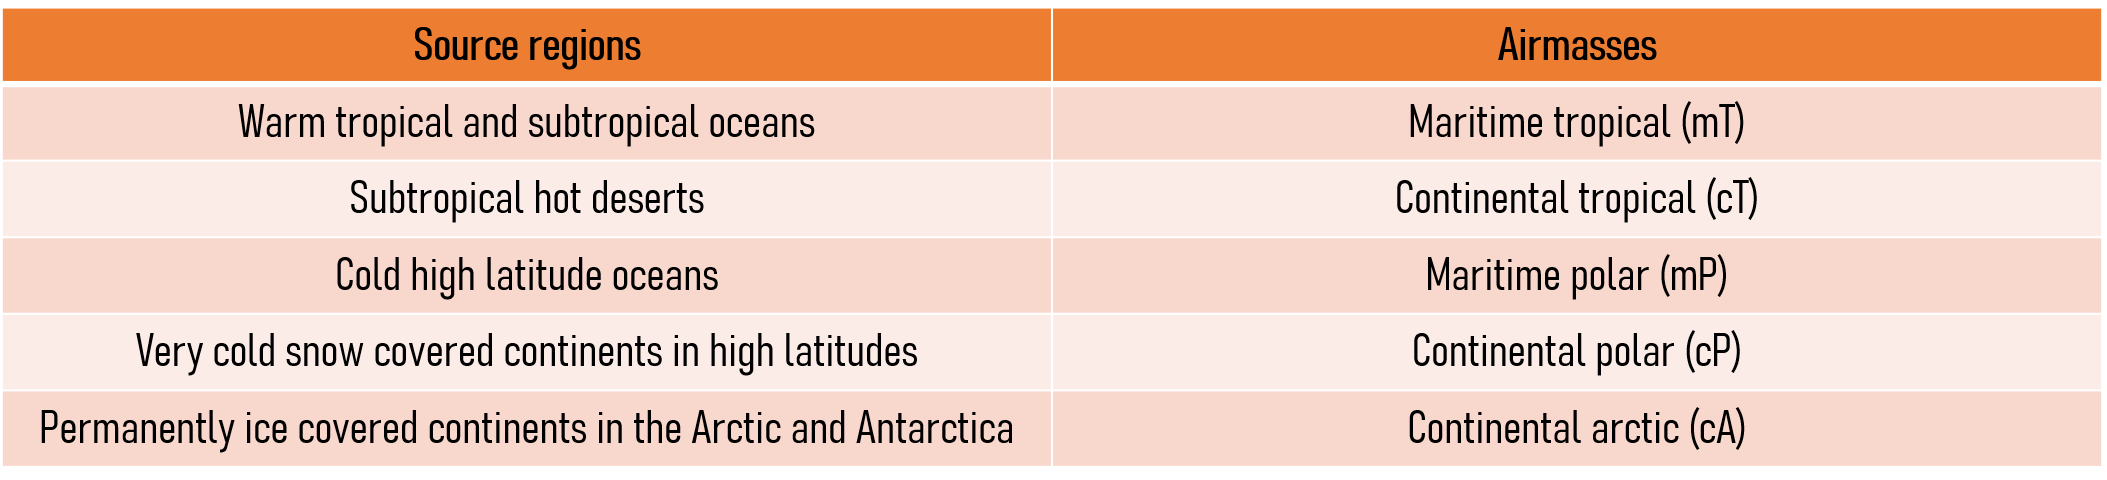 Source regions Airmasses
Warm tropical and subtropical oceans Maritime tropical (mT)
Subtropical hot deserts Continental tropical (cT)
Cold high latitude oceans Maritime polar (mP)
Very cold snow covered continents in high latitudes Continental polar (cP)
Permanently ice covered continents in the Arctic and Antarctica Continental arctic (cA)